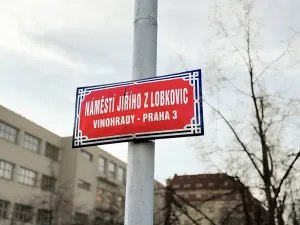 NÁMĚSTÍ JIŘÍHO Z LOBKOVIC
VINOHRADY - PRAHA 3